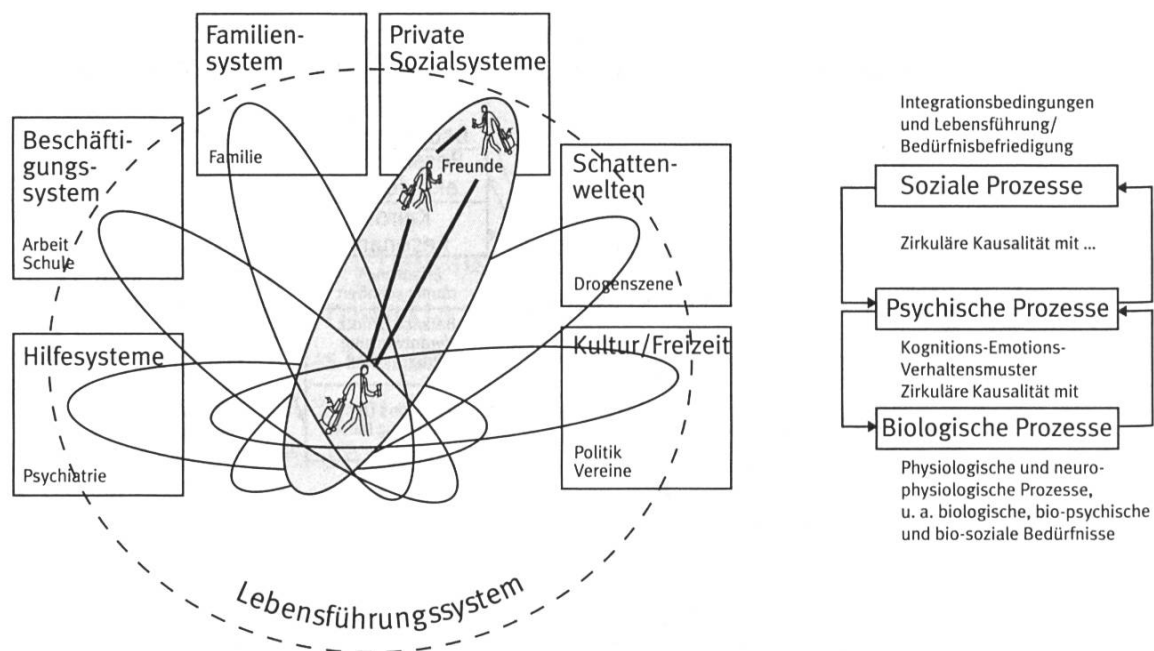 Familien-
system
Familie
Private
Sozialsysteme
Freunde
Beschäfti-
gungs-
system
Arbeit
Schule
Schatten-
welten
Drogenszene
Hilfesysteme
Psychiatrie
Kultur/Freizeit
Politik
Vereine
Lebensführungssystem
Integrationsbedingungen
und Lebensführung/
Bedürfnisbefriedigung
Soziale Prozesse
Zirkuläre Kausalität mit ...
Psychische Prozesse
Kognitions-Emotions-
Verhaltensmuster
Zirkuläre Kausalität mit
Biologische Prozesse
Physiologische und neuro-
physiologische Prozesse,
u. a. biologische, bio-psychische
und bio-soziale Bedürfnisse